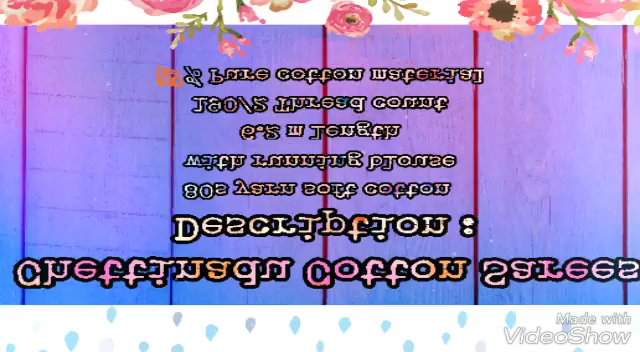 Chettinadu Cotton Sarees
Description :
80s Yarn soft cotton
with running blouse
6.2 m Length
Thread count
Pure cotton material
Made with
VideoShow